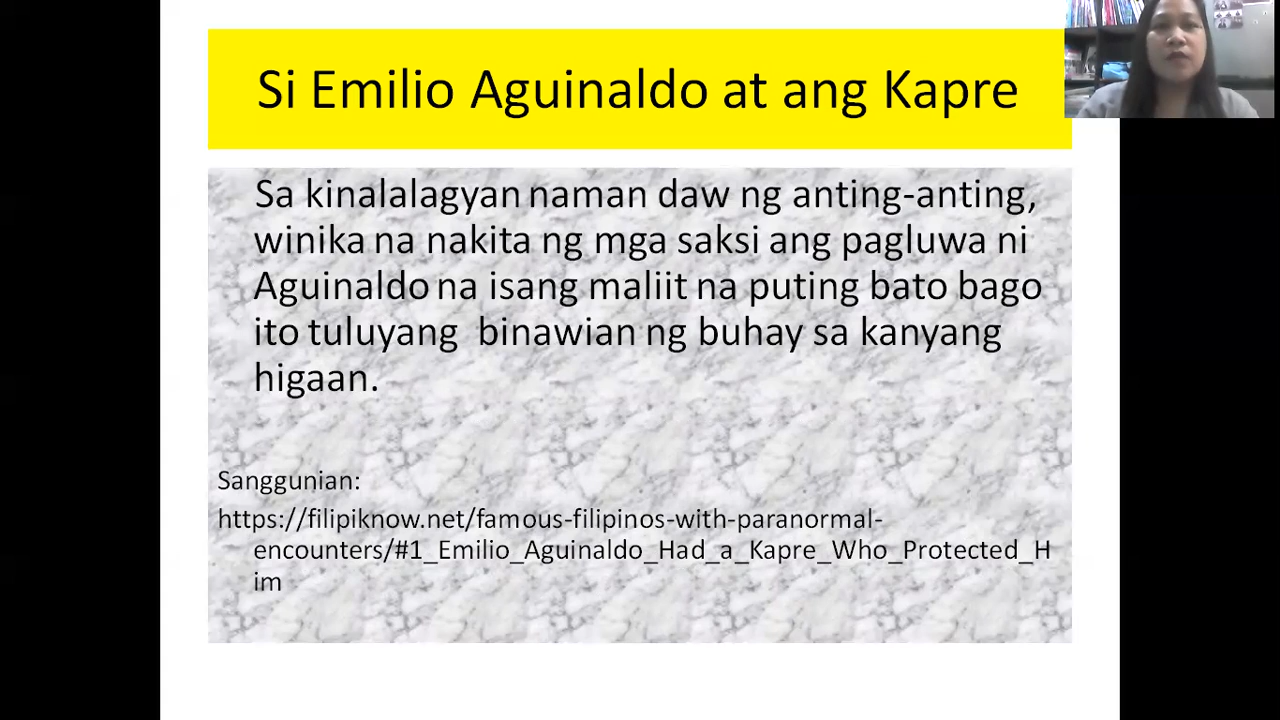 Si Emilio Aguinaldo at ang Kapre
Sa kinalalagyan naman daw ng anting-anting,
winika na nakita ng mga saksi ang pagluwa ni
Aguinaldo na isang maliit na puting bato bago
ito tuluyang binawian ng buhay sa kanyang
higaan.
Sanggunian:
https://filipiknow.net/famous-filipinos-with-paranormal-
encounters/#1_Emilio_Aguinaldo_Had_a_Kapre_Who_Protected_H
im